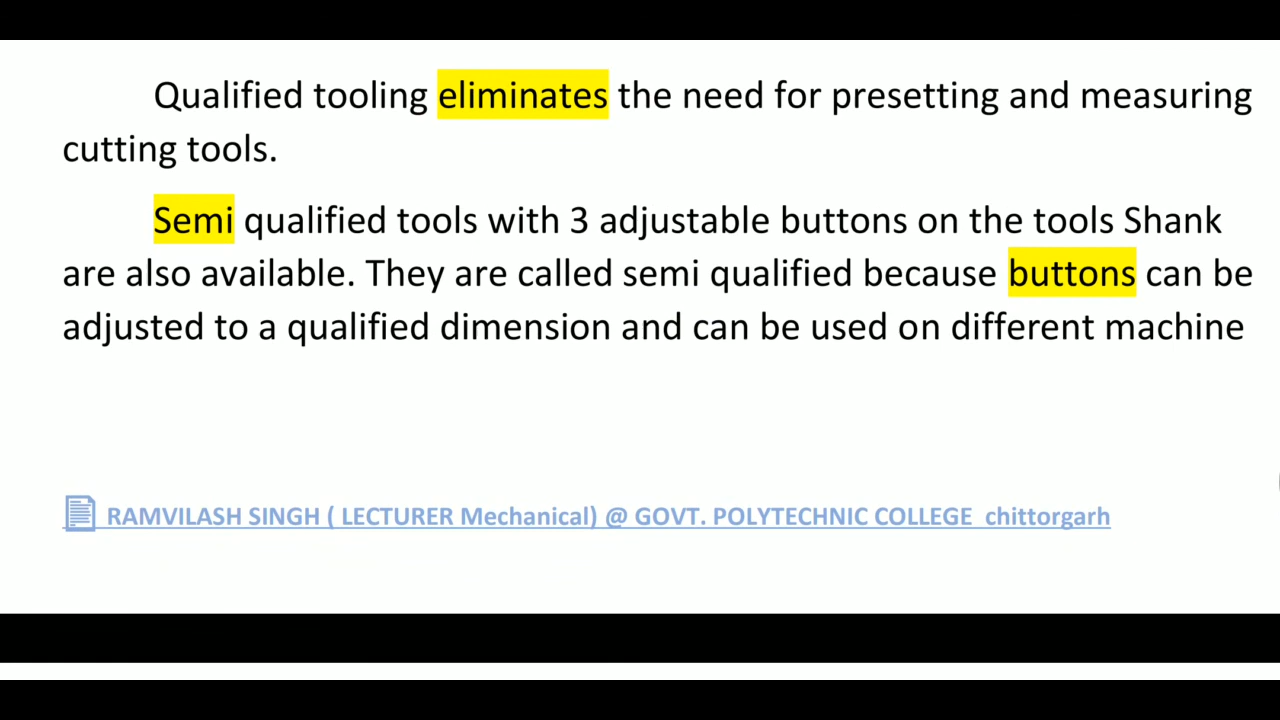 Qualified tooling eliminates the need for presetting and measuring
cutting tools.
Semi qualified tools with 3 adjustable buttons on the tools Shank
are also available. They are called semi qualified because buttons can be
adjusted to a qualified dimension and can be used on different machine
RAMVILASH SINGH ( LECTURER Mechanical) @ GOVT. POLYTECHNIC COLLEGE chittorgarh